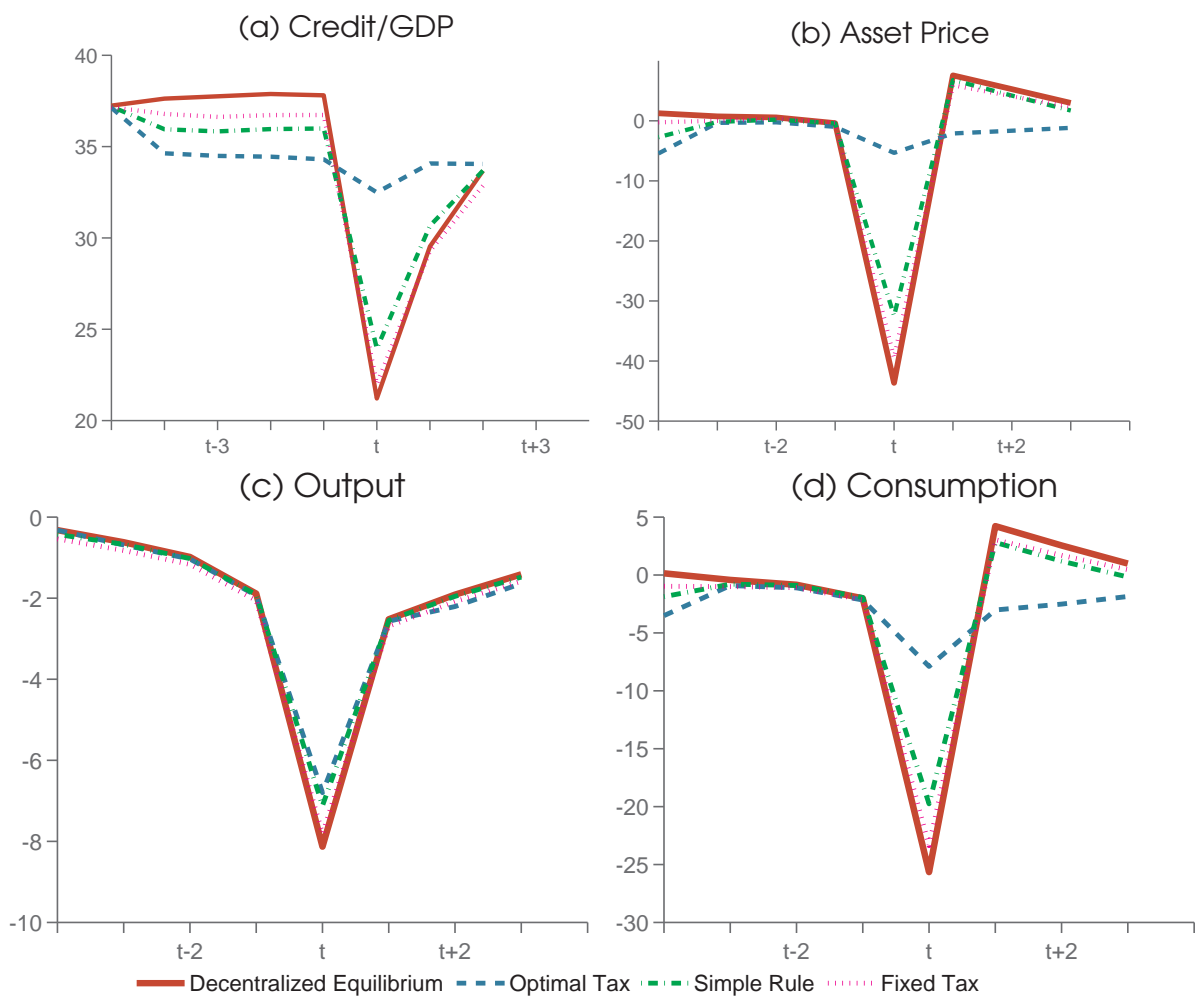 (a) Credit/GDP
40
35
30
25
20
t-3 t t+3
(b) Asset Price
0
-10
-20
-30
-40
-50
t-2 t t+2
(c) Output
0
-2
-4
-6
-8
-10
t-2 t t+2
(d) Consumption
5
0
-5
-10
-15
-20
-25
-30
t-2 t t+2
Decentralized Equilibrium Optimal Tax Simple Rule Fixed Tax